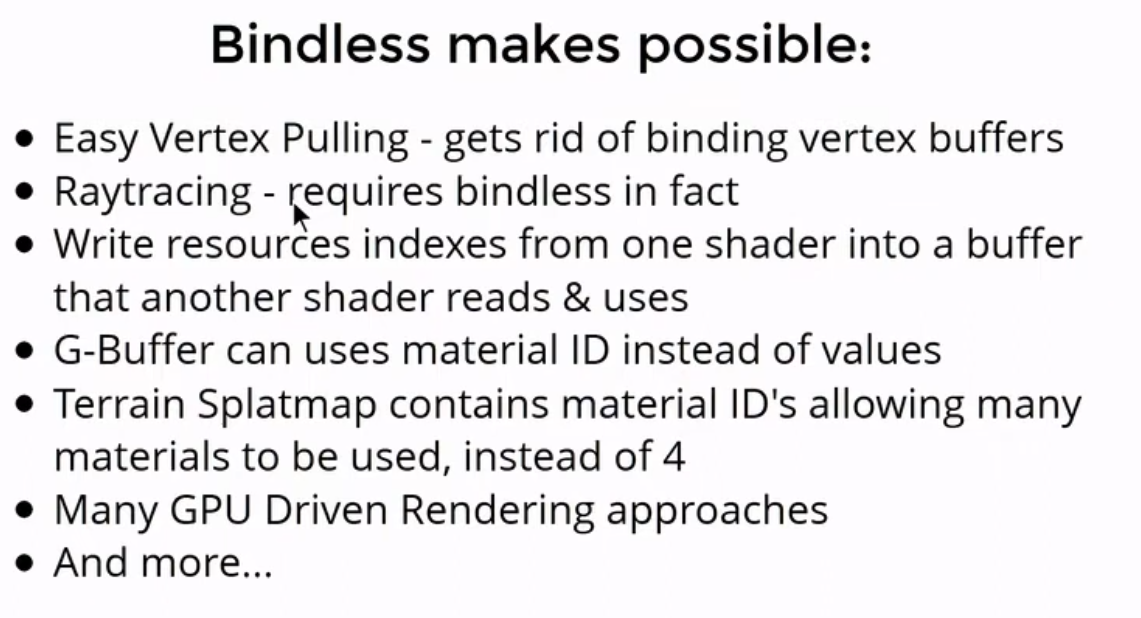 Bindless makes possible:
• Easy Vertex Pulling - gets rid of binding vertex buffers
• Raytracing - requires bindless in fact
• Write resources indexes from one shader into a buffer
that another shader reads & uses
• G-Buffer can uses material ID instead of values
• Terrain Splatmap contains material ID's allowing many
materials to be used, instead of 4
• Many GPU Driven Rendering approaches
• And more...